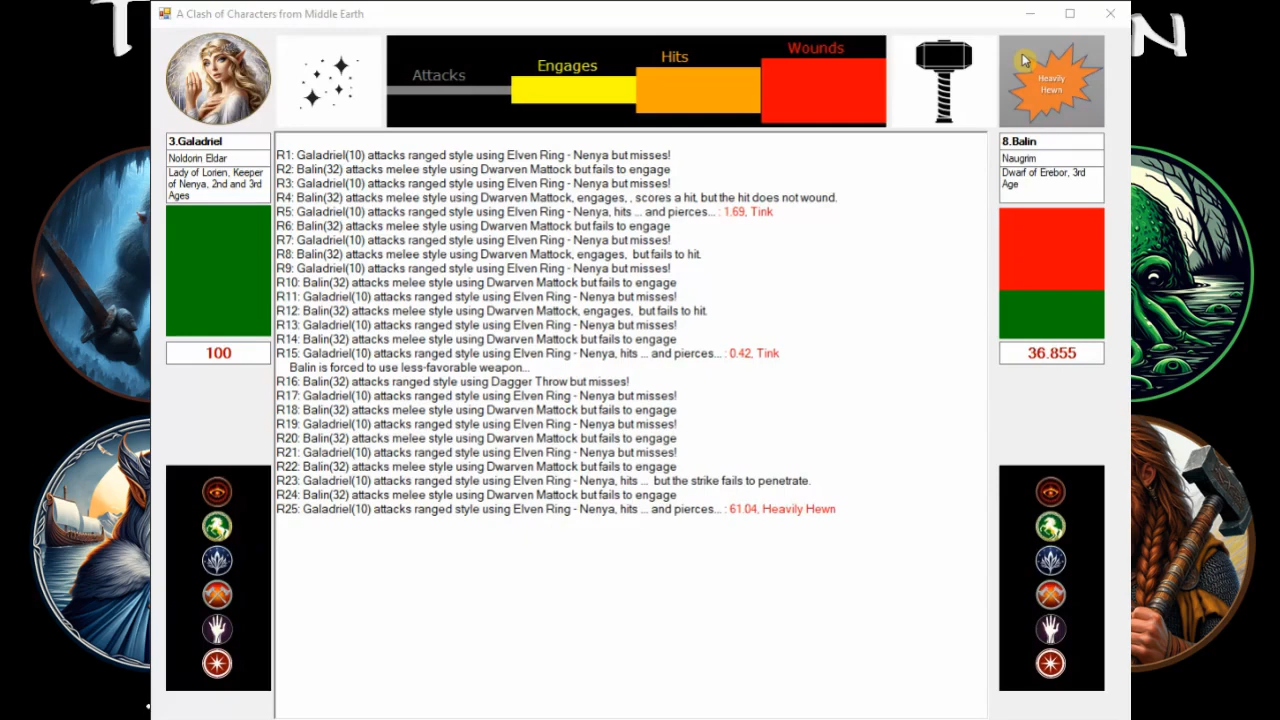 A Clash of Characters from Middle Earth
Attacks
Engages
Hits
Wounds
Heavily
Hewn
3.Galadriel
Noldorin Eldar
Lady of Lorien, Keeper
of Nenya, 2nd and 3rd
Ages
100
R1: Galadriel(10) attacks ranged style using Elven Ring - Nenya but misses!
R2: Balin(32) attacks melee style using Dwarven Mattock but fails to engage
R3: Galadriel(10) attacks ranged style using Elven Ring - Nenya but misses!
R4: Balin(32) attacks melee style using Dwarven Mattock, engages, , scores a hit, but the hit does not wound.
R5: Galadriel(10) attacks ranged style using Elven Ring - Nenya, hits ... and pierces... : 1.69, Tink
R6: Balin(32) attacks melee style using Dwarven Mattock but fails to engage
R7: Galadriel(10) attacks ranged style using Elven Ring - Nenya but misses!
R8: Balin(32) attacks melee style using Dwarven Mattock, engages,  but fails to hit.
R9: Galadriel(10) attacks ranged style using Elven Ring - Nenya but misses!
R10: Balin(32) attacks melee style using Dwarven Mattock but fails to engage
R11: Galadriel(10) attacks ranged style using Elven Ring - Nenya but misses!
R12: Balin(32) attacks melee style using Dwarven Mattock, engages,  but fails to hit.
R13: Galadriel(10) attacks ranged style using Elven Ring - Nenya but misses!
R14: Balin(32) attacks melee style using Dwarven Mattock but fails to engage
R15: Galadriel(10) attacks ranged style using Elven Ring - Nenya, hits ... and pierces... : 0.42, Tink
Balin is forced to use less-favorable weapon...
R16: Balin(32) attacks ranged style using Dagger Throw but misses!
R17: Galadriel(10) attacks ranged style using Elven Ring - Nenya but misses!
R18: Balin(32) attacks melee style using Dwarven Mattock but fails to engage
R19: Galadriel(10) attacks ranged style using Elven Ring - Nenya but misses!
R20: Balin(32) attacks melee style using Dwarven Mattock but fails to engage
R21: Galadriel(10) attacks ranged style using Elven Ring - Nenya but misses!
R22: Balin(32) attacks melee style using Dwarven Mattock but fails to engage
R23: Galadriel(10) attacks ranged style using Elven Ring - Nenya, hits ...  but the strike fails to penetrate.
R24: Balin(32) attacks melee style using Dwarven Mattock but fails to engage
R25: Galadriel(10) attacks ranged style using Elven Ring - Nenya, hits ... and pierces... : 61.04, Heavily Hewn
8.Balin
Naugrim
Dwarf of Erebor, 3rd
Age
36.855